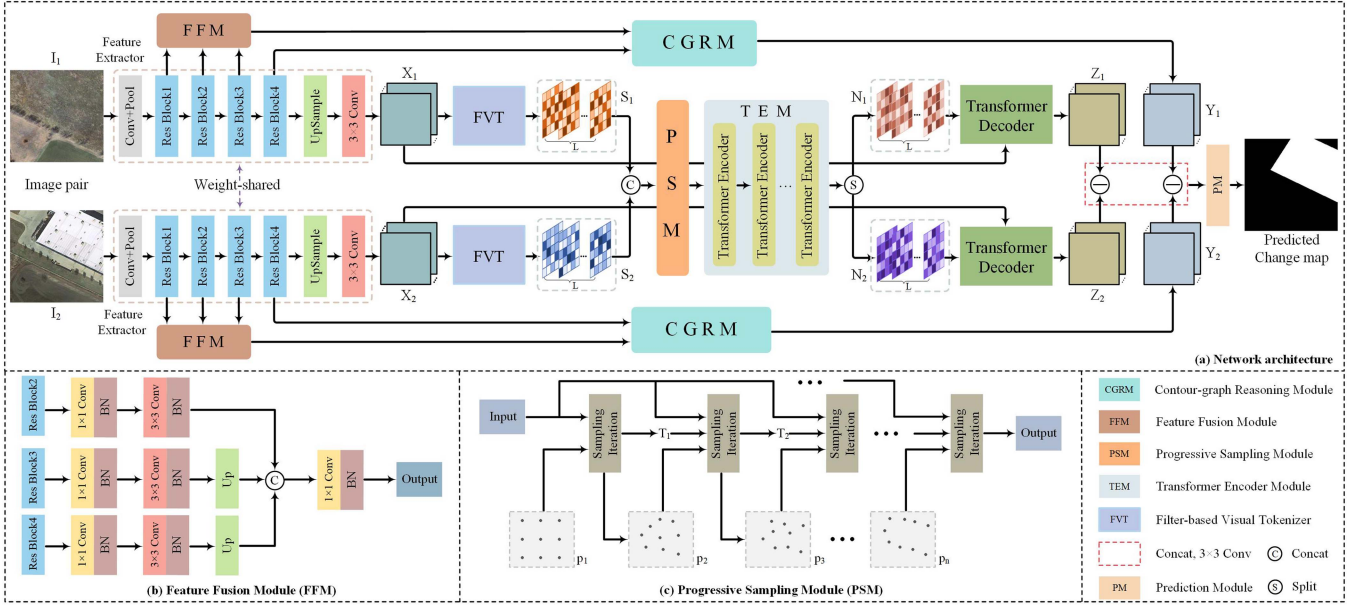 FFM
CGRM
Feature
Extractor
I1
Conv+Pool
Res Block1
Res Block2
Res Block3
Res Block4
UpSample
3×3 Conv
X1
FVT
S1
L
Image pair
Weight-shared
C
P
S
M
TEM
Transformer Encoder
Transformer Encoder
...
Transformer Encoder
S
N1
L
Transformer
Decoder
Z1
Y1
PM
Predicted
Change map
Conv+Pool
Res Block1
Res Block2
Res Block3
Res Block4
UpSample
3×3 Conv
X2
FVT
S2
L
N2
L
Transformer
Decoder
Z2
Y2
I2
Feature
Extractor
FFM
CGRM
(a) Network architecture
Res Block2
1×1 Conv
BN
3×3 Conv
BN
Res Block3
1×1 Conv
BN
3×3 Conv
BN
Up
C
1×1 Conv
BN
Output
Res Block4
1×1 Conv
BN
3×3 Conv
BN
Up
(b) Feature Fusion Module (FFM)
Input
Sampling
Iteration
T1
Sampling
Iteration
T2
Sampling
Iteration
Sampling
Iteration
Output
p1
p2
p3
pn
(c) Progressive Sampling Module (PSM)
CGRM Contour-graph Reasoning Module
FFM Feature Fusion Module
PSM Progressive Sampling Module
TEM Transformer Encoder Module
FVT Filter-based Visual Tokenizer
Concat, 3×3 Conv C Concat
PM Prediction Module S Split